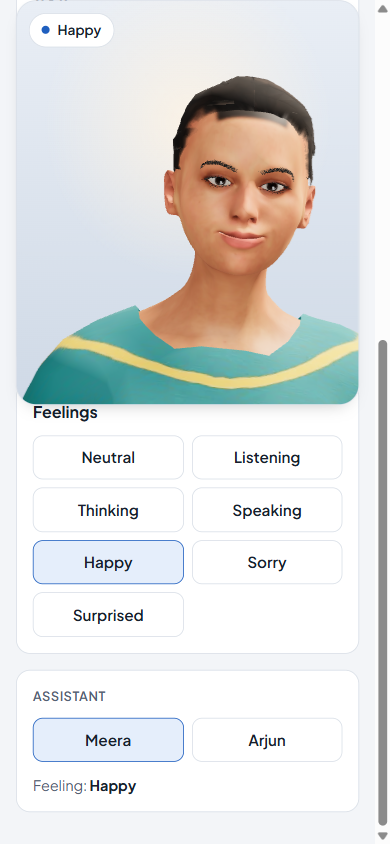 Happy
Feelings
Neutral
Listening
Thinking
Speaking
Happy
Sorry
Surprised
ASSISTANT
Meera
Arjun
Feeling: Happy